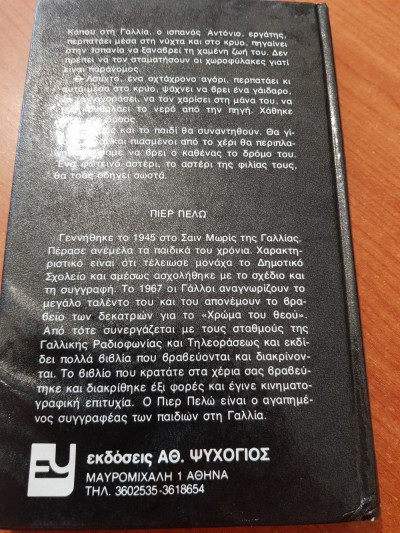 Κάπου στη Γαλλία, ο ισπανός Αντόνιο, εργάτης,
περπατάει μέσα στη νύχτα και στο κρύο, πηγαίνει
στην Ισπανία να ξαναβρεί τη χαμένη ζωή του. Δεν
πρέπει να τον σταματήσουν οι χωροφύλακες γιατί
είναι παράνομος.
ένα οχτάχρονο αγόρι, περπατάει κι
μέσα στο κρύο, ψάχνει να βρει ένα γάιδαρο,
να τον χαρίσει στη μάνα του, να
το νερό από την πηγή. Χάθηκε
και το παιδί θα συναντηθούν. Θα γί-
και πιασμένοι από το χέρι θα περιπλα-
να βρει ο καθένας το δρόμο του.
Ένα φωτεινό αστέρι, το αστέρι της φιλίας τους,
θα τους οδηγεί σωστά.
ΠΙΕΡ ΠΕΛΩ
Γεννήθηκε το 1945 στο Σαιν Μωρίς της Γαλλίας.
Πέρασε ανέμελα τα παιδικά του χρόνια. Χαρακτη-
ριστικό είναι ότι τέλειωσε μονάχα το Δημοτικό
Σχολείο και αμέσως ασχολήθηκε με το σχέδιο και
τη συγγραφή. Το 1967 οι Γάλλοι αναγνωρίζουν το
μεγάλο ταλέντο του και του απονέμουν το βρα-
βείο των δεκατριών για το «Χρώμα του θεού».
Από τότε συνεργάζεται με τους σταθμούς της
Γαλλικής Ραδιοφωνίας και Τηλεοράσεως και εκδί-
δει πολλά βιβλία που βραβεύονται και διακρίνον-
ται. Το βιβλίο που κρατάτε στα χέρια σας βραβεύ-
τηκε και διακρίθηκε έξι φορές και έγινε κινηματο-
γραφική επιτυχία. Ο Πιερ Πελώ είναι ο αγαπημέ-
νος συγγραφέας των παιδιών στη Γαλλία.
εκδόσεις ΑΘ. ΨΥΧΟΓΙΟΣ
ΜΑΥΡΟΜΙΧΑΛΗ 1 ΑΘΗΝΑ
ΤΗΛ. 3602535-3618654